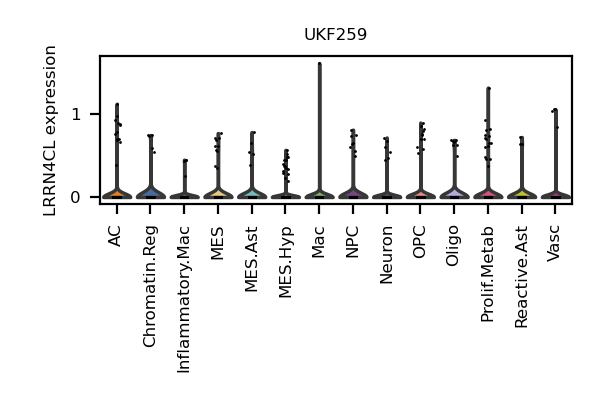 UKF259
LRRN4CL expression
1
0
AC
Chromatin.Reg
Inflammatory.Mac
MES
MES.Ast
MES.Hyp
Mac
NPC
Neuron
OPC
Oligo
Prolif.Metab
Reactive.Ast
Vasc